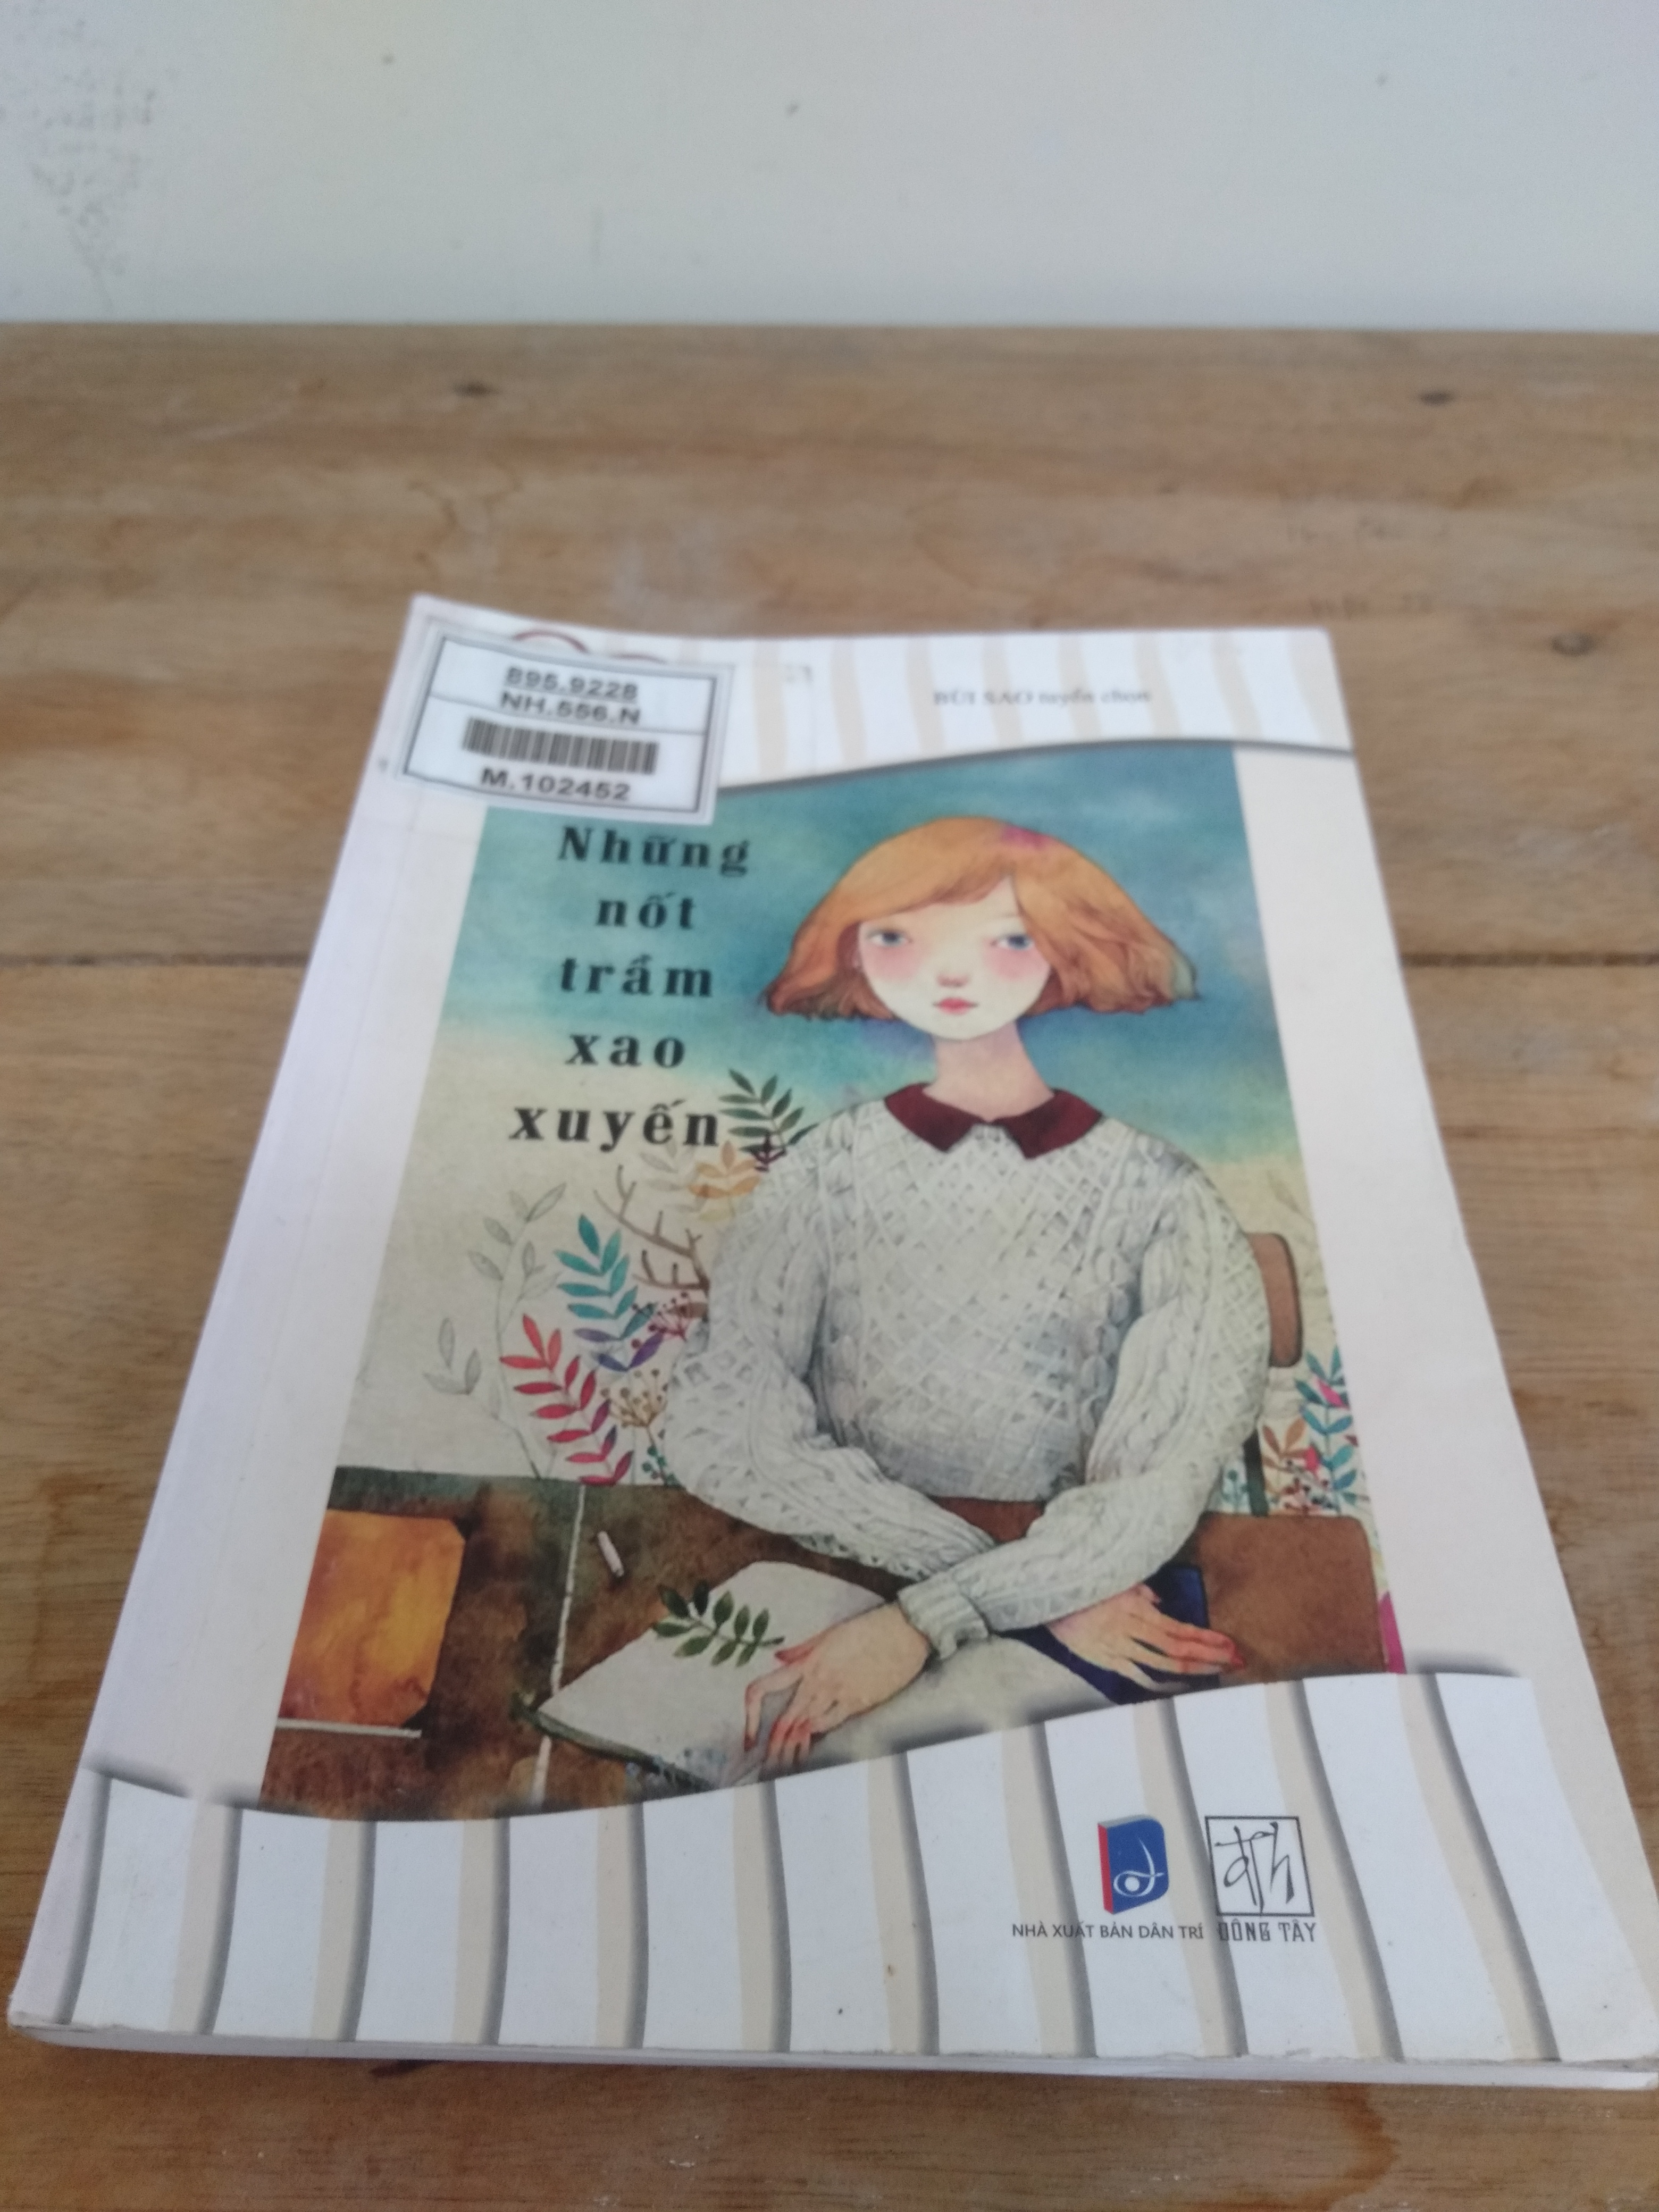 895.9228
NH.556.N
M.102452
BÙI SAO tuyển chọn
Những
nốt
trầm
xao
xuyến
NHÀ XUẤT BẢN DÂN TRÍ
ĐÔNG TÂY